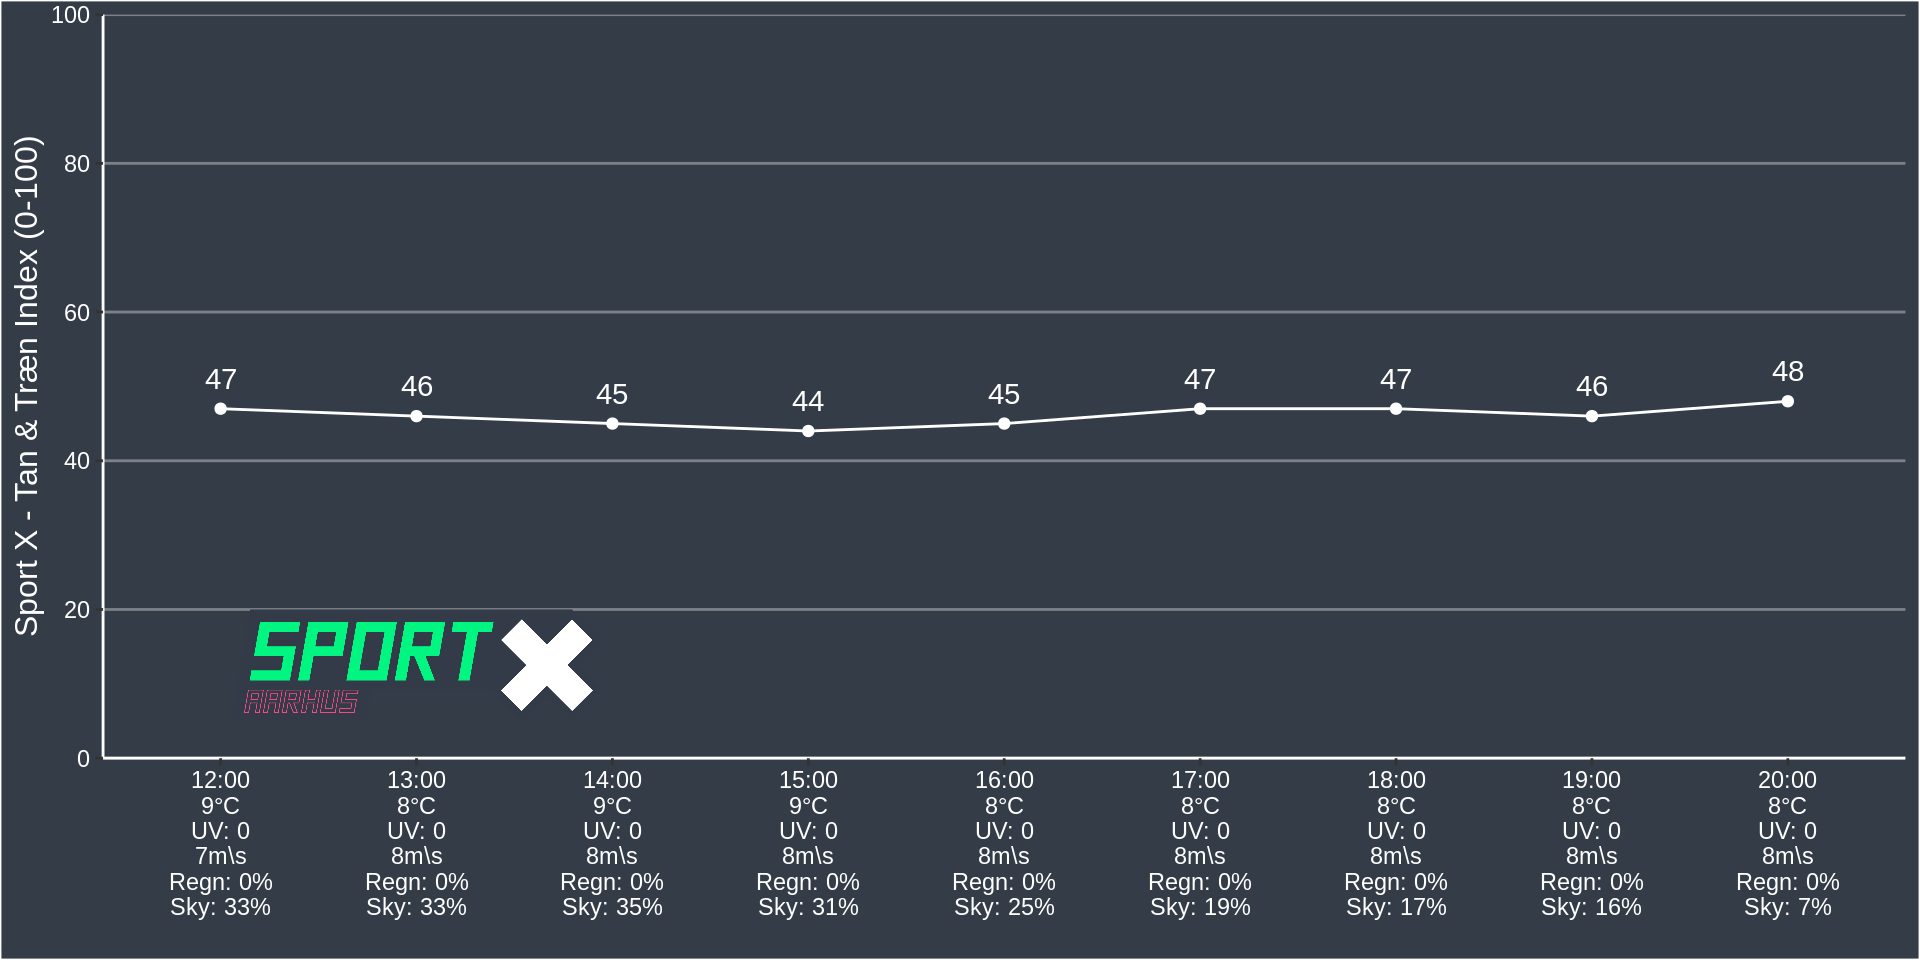 Sport X - Tan & Træn Index (0-100)
100
80
60
40
20
0
47 46 45 44 45 47 47 46 48
SPORT X
AARHUS
12:00 13:00 14:00 15:00 16:00 17:00 18:00 19:00 20:00
9°C 8°C 9°C 9°C 8°C 8°C 8°C 8°C 8°C
UV: 0 UV: 0 UV: 0 UV: 0 UV: 0 UV: 0 UV: 0 UV: 0 UV: 0
7m\s 8m\s 8m\s 8m\s 8m\s 8m\s 8m\s 8m\s 8m\s
Regn: 0% Regn: 0% Regn: 0% Regn: 0% Regn: 0% Regn: 0% Regn: 0% Regn: 0% Regn: 0%
Sky: 33% Sky: 33% Sky: 35% Sky: 31% Sky: 25% Sky: 19% Sky: 17% Sky: 16% Sky: 7%